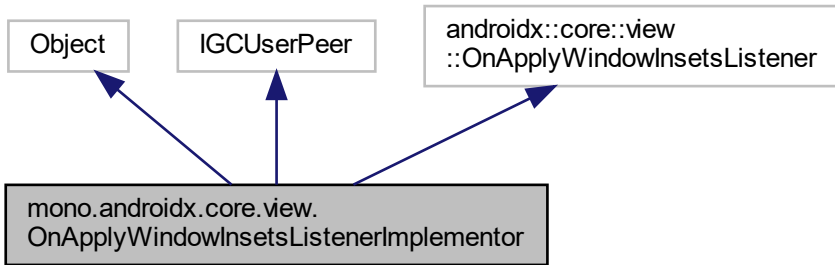 Object
IGCUserPeer
androidx::core::view
::OnApplyWindowInsetsListener
mono.androidx.core.view.
OnApplyWindowInsetsListenerImplementor